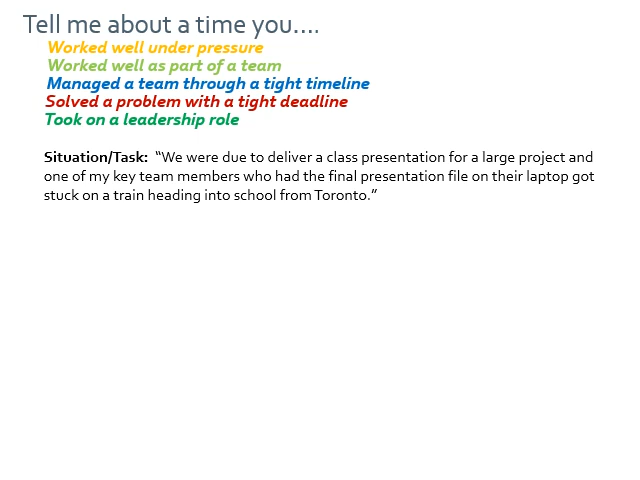 Tell me about a time you....
Worked well under pressure
Worked well as part of a team
Managed a team through a tight timeline
Solved a problem with a tight deadline
Took on a leadership role
Situation/Task: “We were due to deliver a class presentation for a large project and
one of my key team members who had the final presentation file on their laptop got
stuck on a train heading into school from Toronto.”